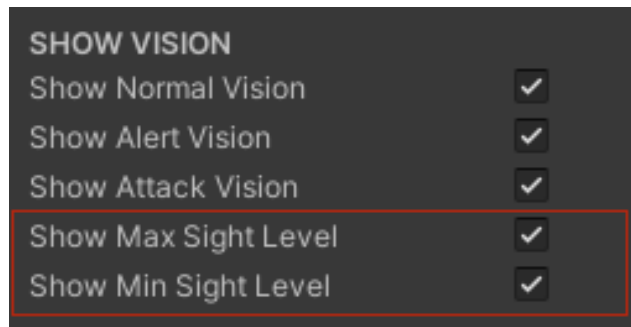 SHOW VISION
Show Normal Vision
Show Alert Vision
Show Attack Vision
Show Max Sight Level
Show Min Sight Level